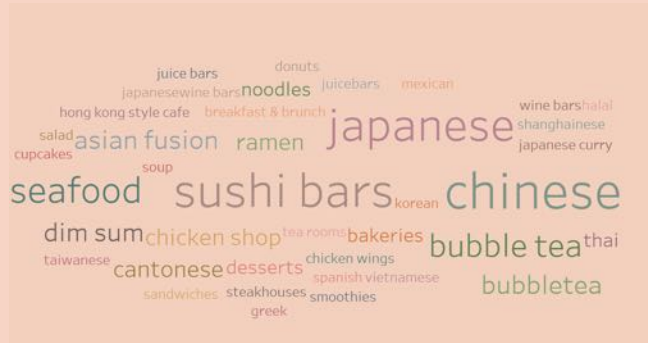 donuts
juice bars
japanesewine bars
noodles
juicebars
mexican
hong kong style cafe
breakfast & brunch
japanese
wine bars
halal
shanghainese
salad
asian fusion
ramen
japanese curry
cupcakes
soup
seafood
sushi bars
korean
chinese
dim sum
chicken shop
tea rooms
bakeries
bubble tea
thai
taiwanese
cantonese
desserts
chicken wings
spanish
vietnamese
bubbletea
sandwiches
steakhouses
smoothies
greek